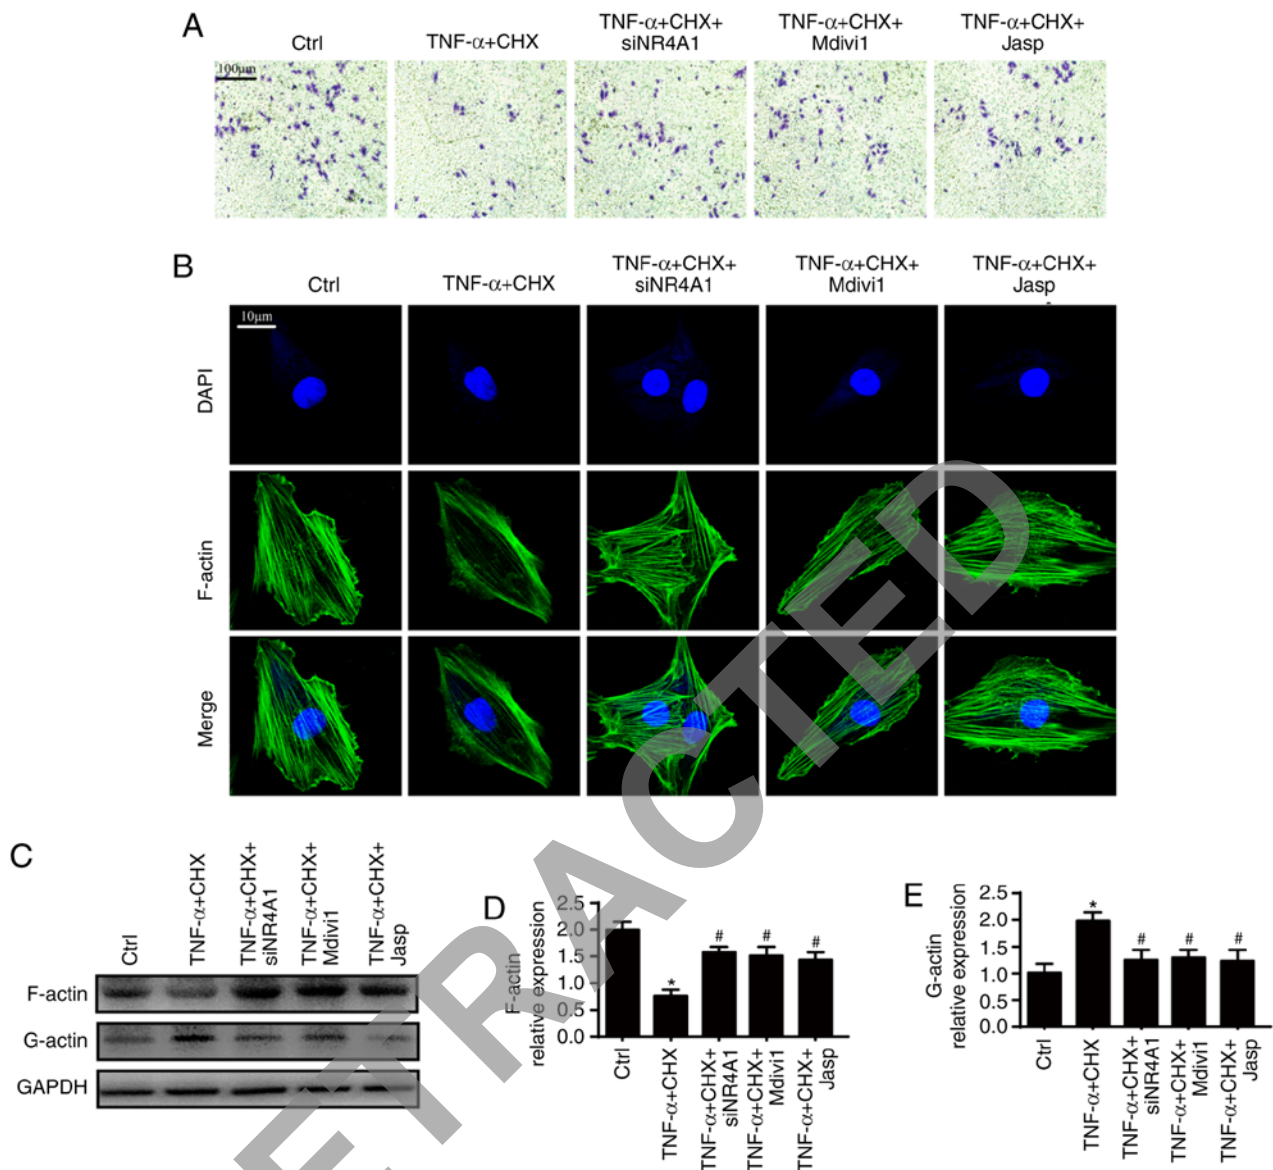 A
Ctrl
TNF-α+CHX
TNF-α+CHX+
siNR4A1
TNF-α+CHX+
Mdivi1
TNF-α+CHX+
Jasp
100μm
B
Ctrl
TNF-α+CHX
TNF-α+CHX+
siNR4A1
TNF-α+CHX+
Mdivi1
TNF-α+CHX+
Jasp
10μm
DAPI
F-actin
Merge
C
Ctrl
TNF-α+CHX
TNF-α+CHX+
siNR4A1
TNF-α+CHX+
Mdivi1
TNF-α+CHX+
Jasp
F-actin
G-actin
GAPDH
D
F-actin
relative expression
2.5
2.0
1.5
1.0
0.5
0.0
*
#
#
#
Ctrl
TNF-α+CHX
TNF-α+CHX+
siNR4A1
TNF-α+CHX+
Mdivi1
TNF-α+CHX+
Jasp
E
G-actin
relative expression
2.5
2.0
1.5
1.0
0.5
0.0
*
#
#
#
Ctrl
TNF-α+CHX
TNF-α+CHX+
siNR4A1
TNF-α+CHX+
Mdivi1
TNF-α+CHX+
Jasp
ETRACTED